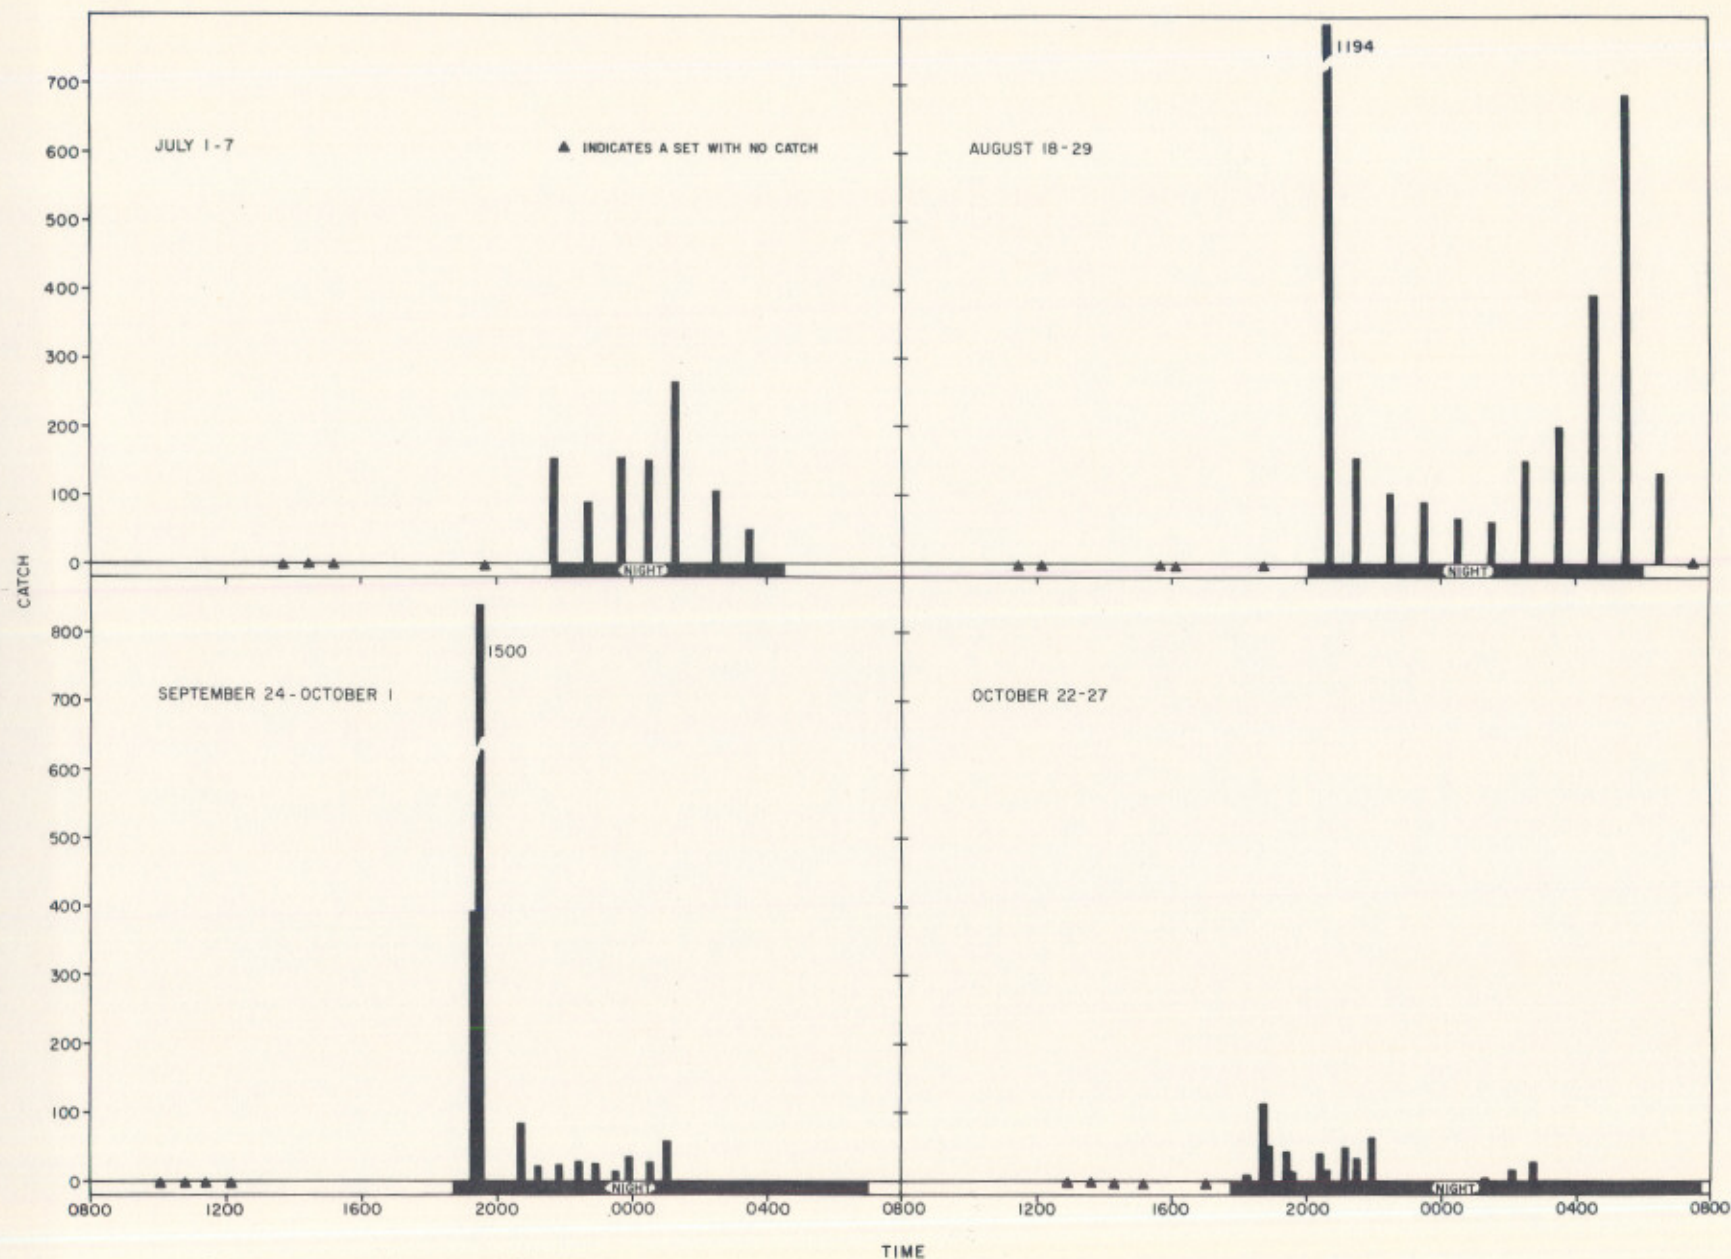 1194
700
JULY 1-7
▲ INDICATES A SET WITH NO CATCH
AUGUST 18-29
600
500
400
300
200
100
0
NIGHT
NIGHT
CATCH
800
1500
SEPTEMBER 24-OCTOBER 1
OCTOBER 22-27
700
600
500
400
300
200
100
0
NIGHT
NIGHT
0800 1200 1600 2000 0000 0400 0800 1200 1600 2000 0000 0400 0800
TIME